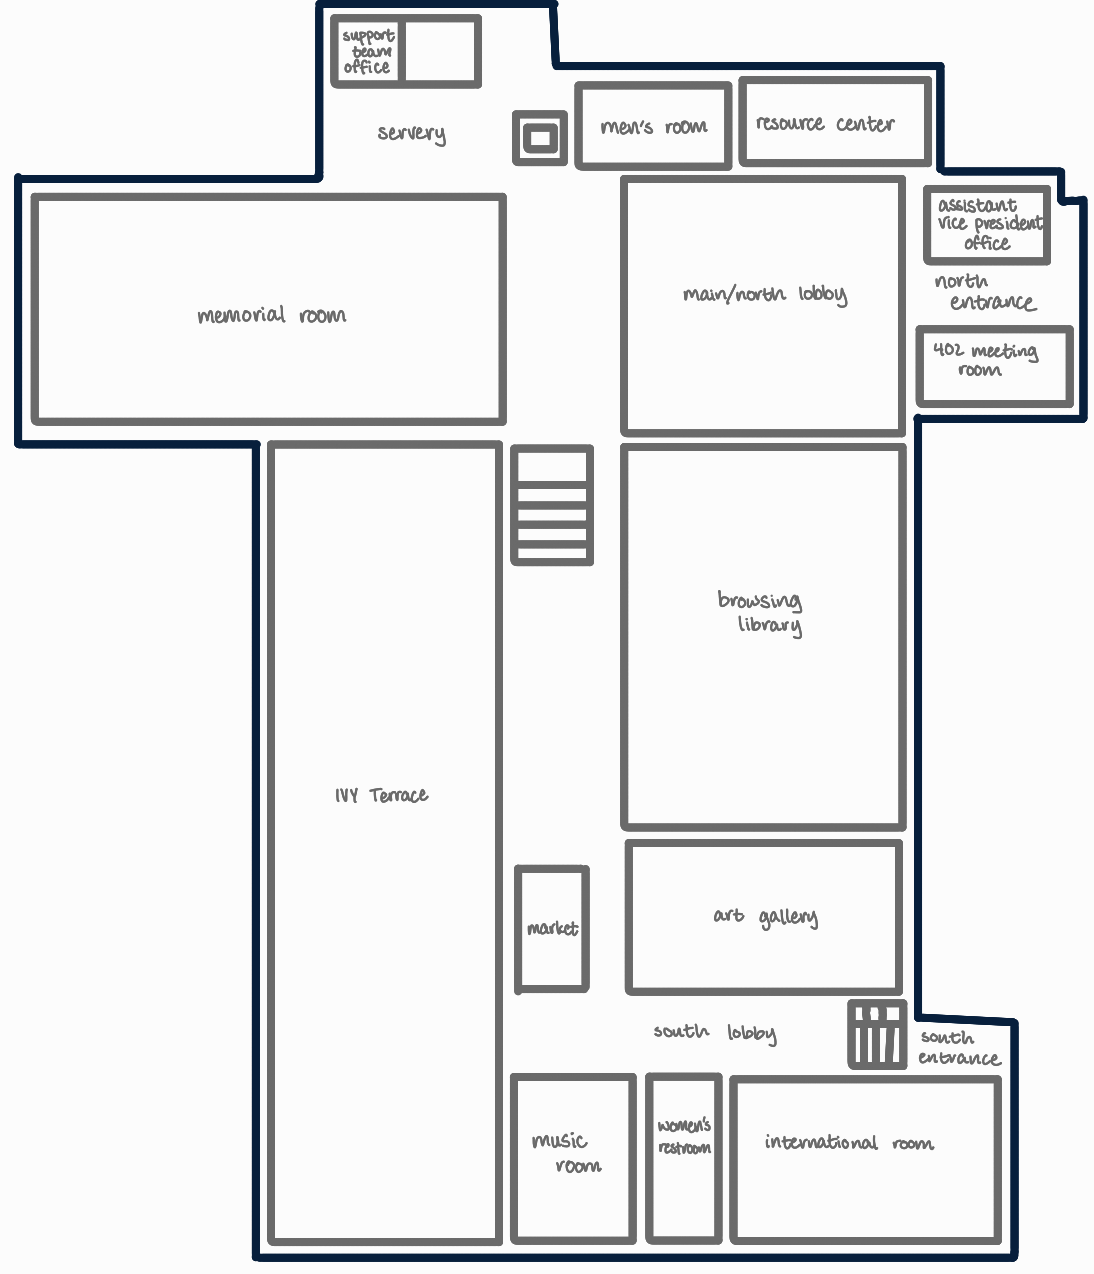 support
team
office
servery
men's room
resource center
assistant
vice president
office
north
entrance
memorial room
main/north lobby
402 meeting
room
browsing
library
IVY Terrace
market
art gallery
south lobby
south
entrance
music
room
women's
restroom
international room